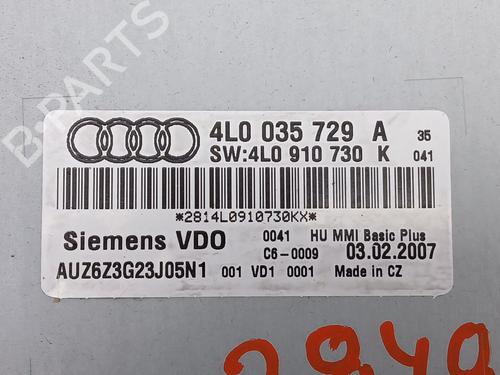 4L0 035 729 A 35
SW:4L0 910 730 K 041
*2814L0910730KX*
Siemens VDO 0041 HU MMI Basic Plus
C6-0009 03.02.2007
AUZ6Z3G23J05N1 001 VD1 0001 Made in CZ
B-Parts